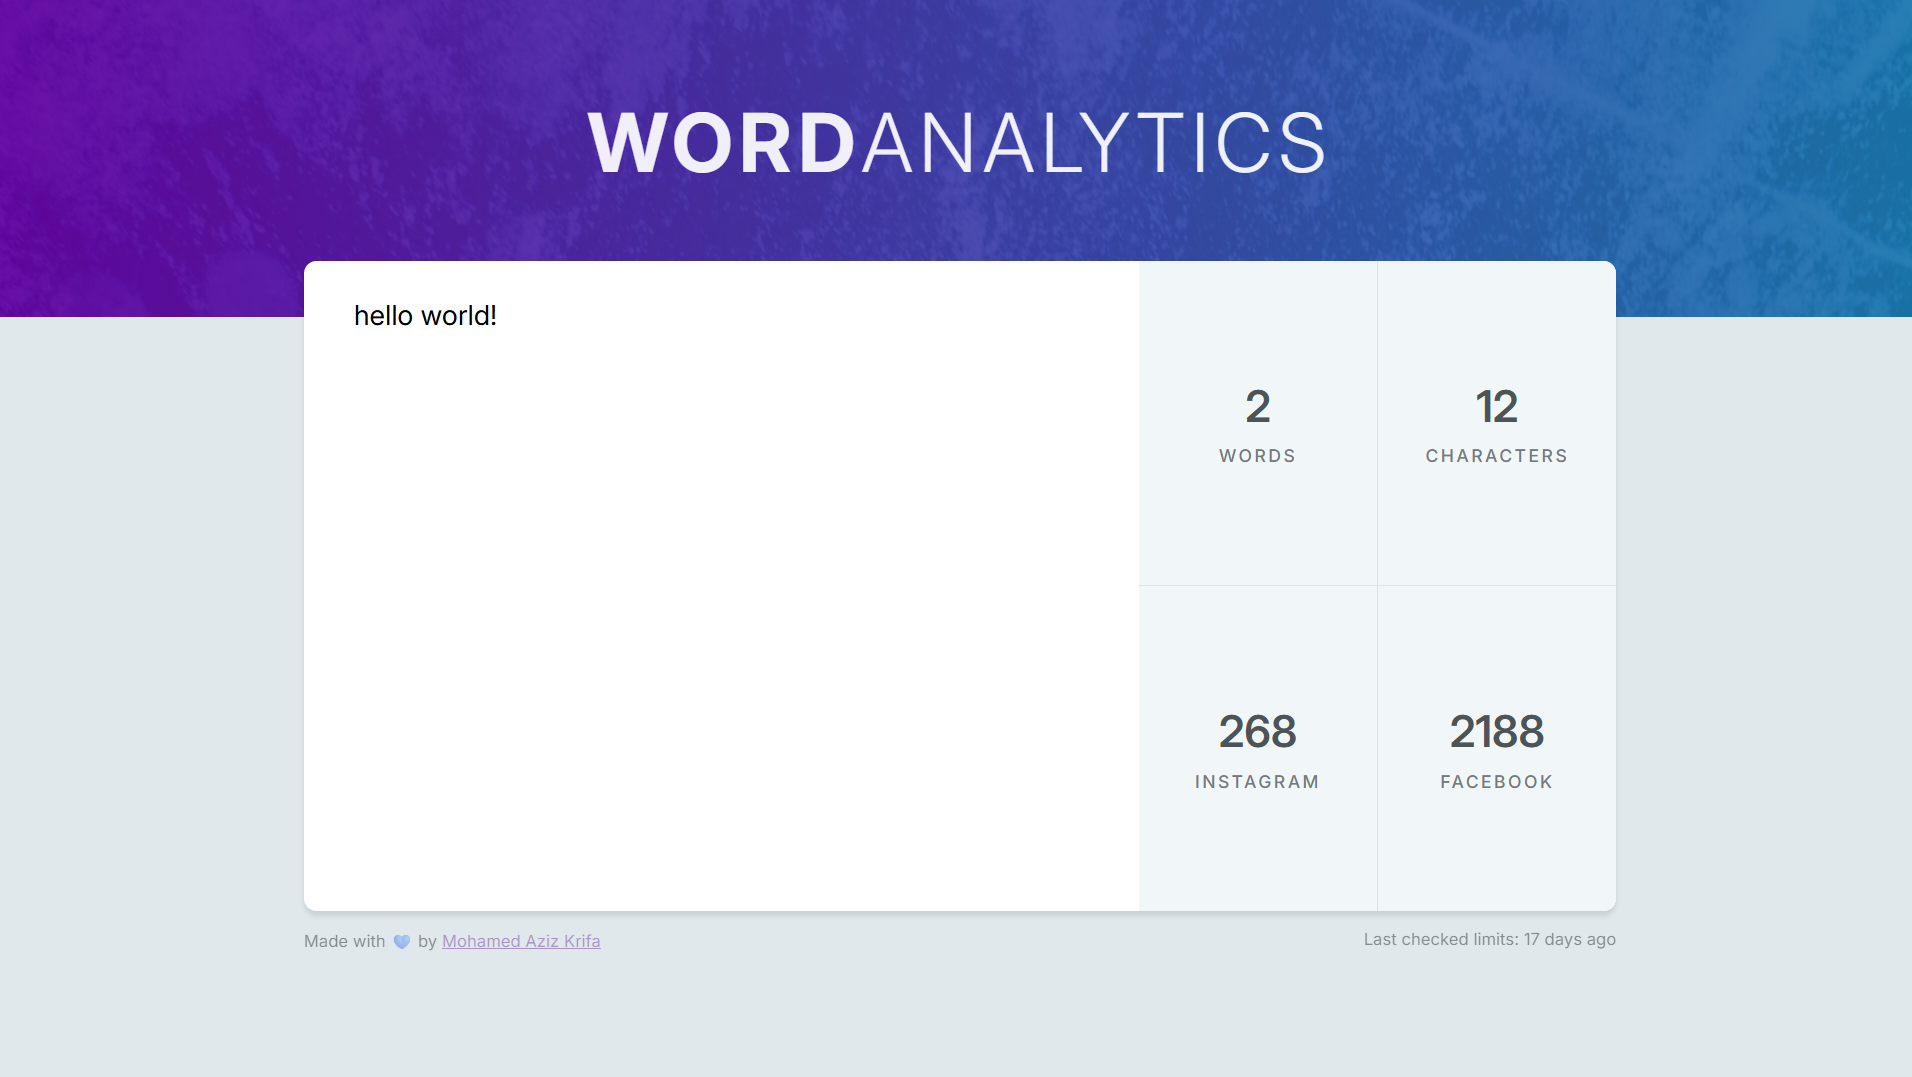 WORDANALYTICS
hello world!
2
WORDS
12
CHARACTERS
268
INSTAGRAM
2188
FACEBOOK
Made with 💙 by Mohamed Aziz Krifa
Last checked limits: 17 days ago